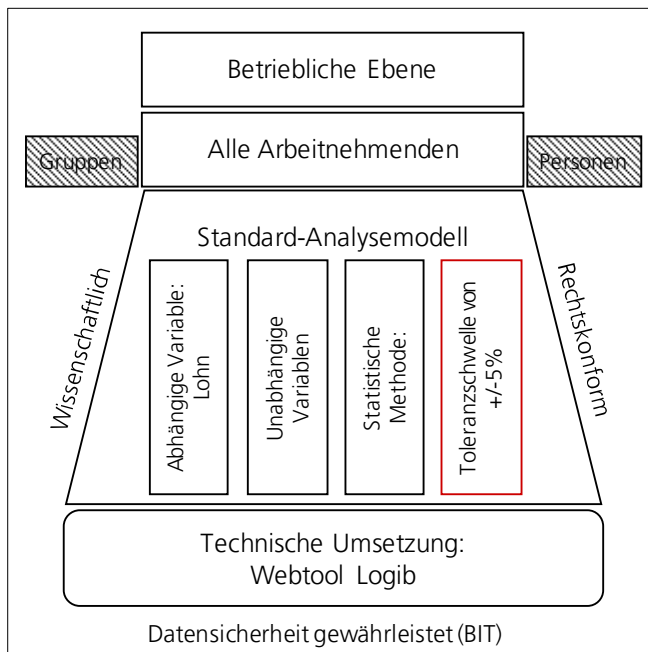 Betriebliche Ebene
Gruppen
Alle Arbeitnehmenden
Personen
Standard-Analysemodell
Wissenschaftlich
Abhängige Variable:
Lohn
Unabhängige
Variablen
Statistische
Methode:
Toleranzschwelle von
+/-5%
Rechtskonform
Technische Umsetzung:
Webtool Logib
Datensicherheit gewährleistet (BIT)